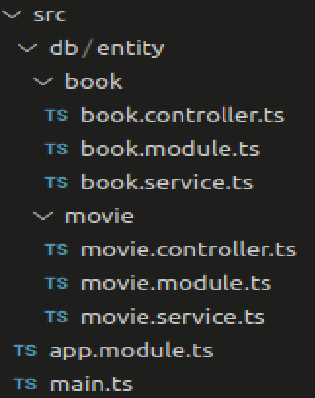 src
db/entity
book
TS book.controller.ts
TS book.module.ts
TS book.service.ts
movie
TS movie.controller.ts
TS movie.module.ts
TS movie.service.ts
TS app.module.ts
TS main.ts